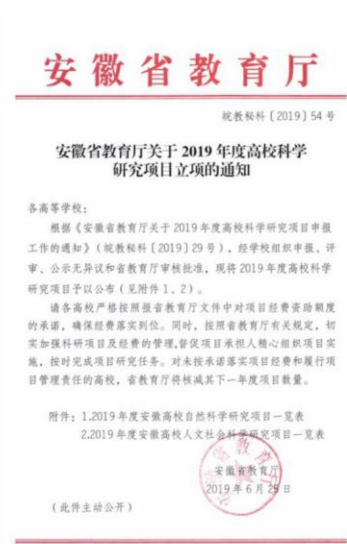 安徽省教育厅
皖教秘科〔2019〕54号
安徽省教育厅关于2019年度高校科学
研究项目立项的通知
各高等学校：
根据《安徽省教育厅关于2019年度高校科学研究项目申报
工作的通知》（皖教秘科〔2019〕29号），经学校组织申报、评
审、公示无异议和省教育厅审核批准，现将2019年度高校科学
研究项目予以公布（见附件1、2）。
请各高校严格按照报省教育厅文件中对项目经费资助额度
的承诺，确保经费落实到位。同时，按照省教育厅有关规定，切
实加强科研项目及经费的管理,督促项目承担人精心组织项目实
施，按时完成项目研究任务。对未按承诺落实项目经费和履行项
目管理责任的高校，省教育厅将核减其下一年度项目数量。
附件：1.2019年度安徽高校自然科学研究项目一览表
2.2019年度安徽高校人文社会科学研究项目一览表
安徽省教育厅
安徽省教育厅
2019年6月25日
（此件主动公开）